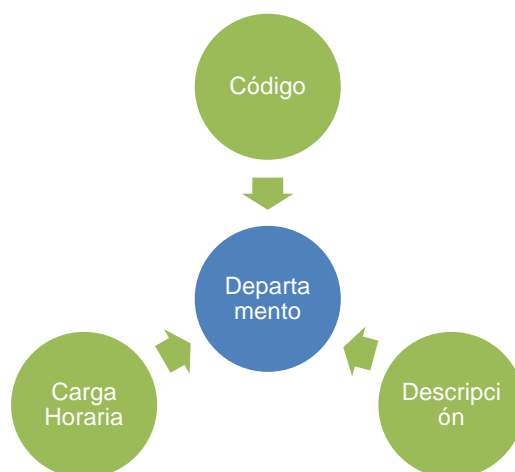 Código
Departa
mento
Carga
Horaria
Descripci
ón